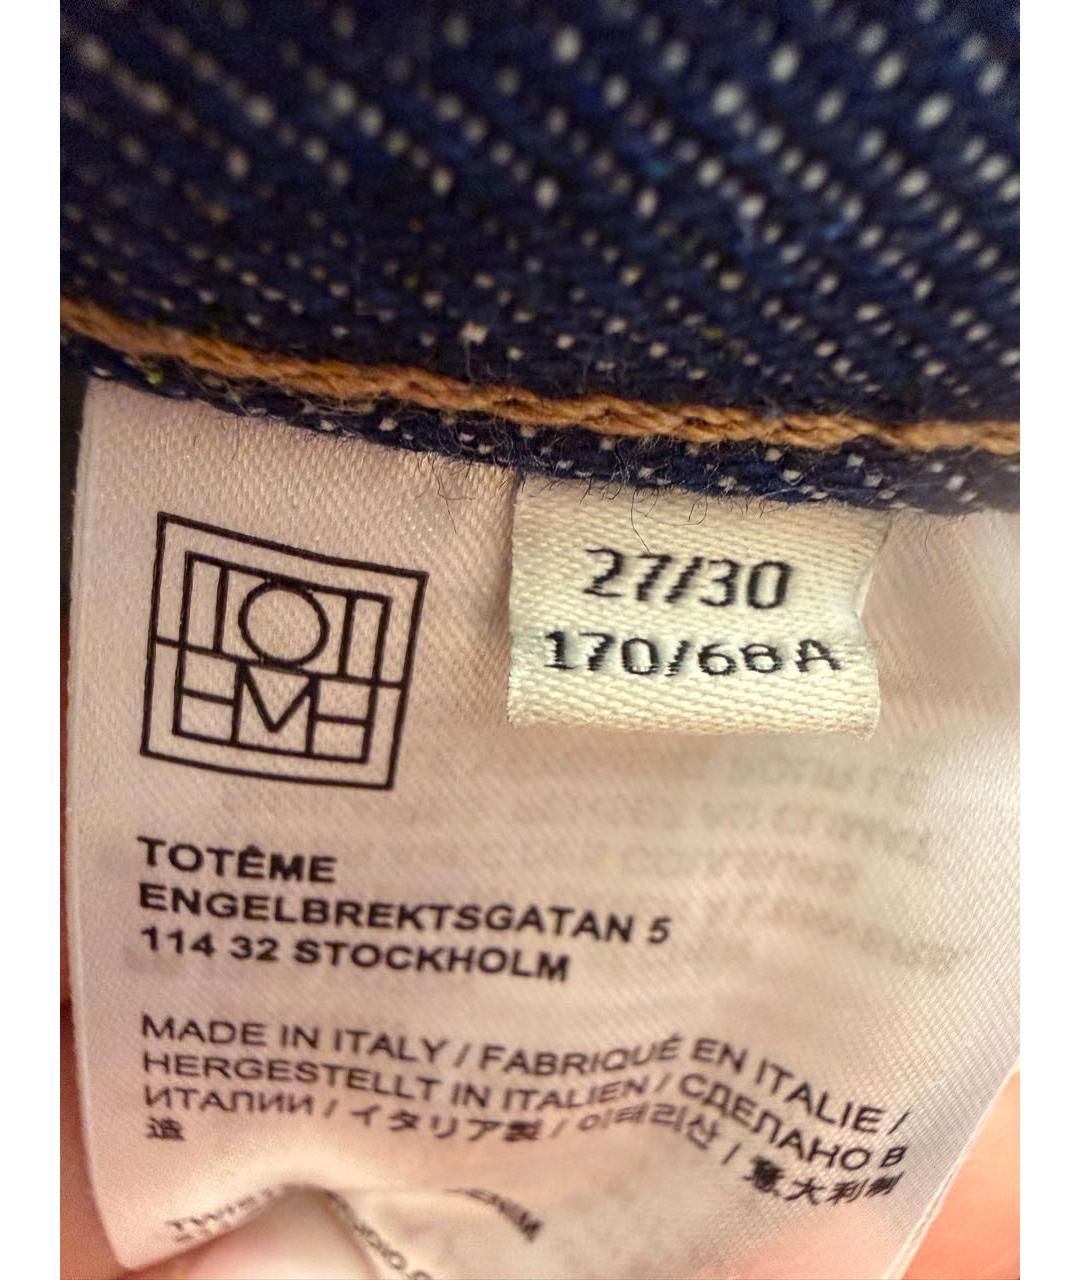 27/30
170/68A
TOTEME
TOTÊME
ENGELBREKTSGATAN 5
114 32 STOCKHOLM
MADE IN ITALY / FABRIQUÉ EN ITALIE /
HERGESTELLT IN ITALIEN / СДЕЛАНО В
ИТАЛИИ / イタリア製 / 이태리산 / 意大利制
造